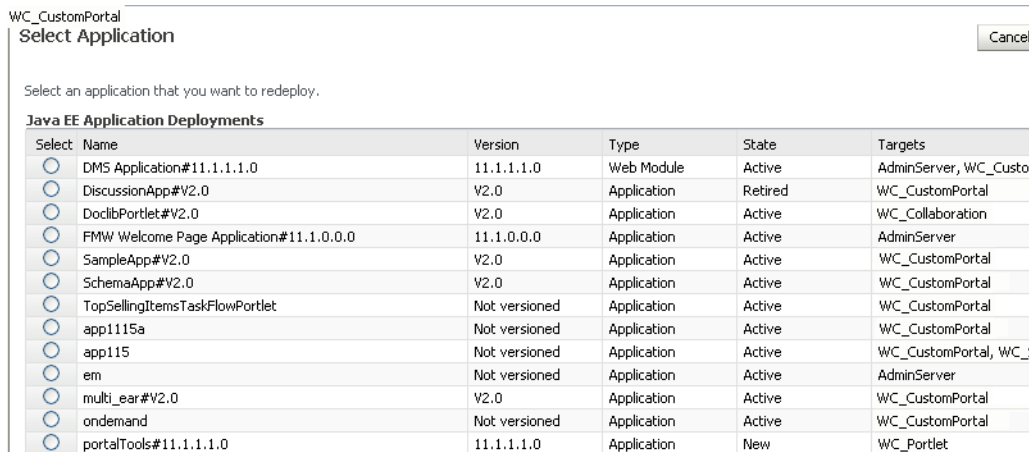 WC_CustomPortal
Select Application
Cancel
Select an application that you want to redeploy.
Java EE Application Deployments
Select Name Version Type State Targets
DMS Application#11.1.1.1.0 11.1.1.1.0 Web Module Active AdminServer, WC_Custo
DiscussionApp#V2.0 V2.0 Application Retired WC_CustomPortal
DoclibPortlet#V2.0 V2.0 Application Active WC_Collaboration
FMW Welcome Page Application#11.1.0.0.0 11.1.0.0.0 Application Active AdminServer
SampleApp#V2.0 V2.0 Application Active WC_CustomPortal
SchemaApp#V2.0 V2.0 Application Active WC_CustomPortal
TopSellingItemsTaskFlowPortlet Not versioned Application Active WC_CustomPortal
app1115a Not versioned Application Active WC_CustomPortal
app115 Not versioned Application Active WC_CustomPortal, WC_
em Not versioned Application Active AdminServer
multi_ear#V2.0 V2.0 Application Active WC_CustomPortal
ondemand Not versioned Application Active WC_CustomPortal
portalTools#11.1.1.1.0 11.1.1.1.0 Application New WC_Portlet